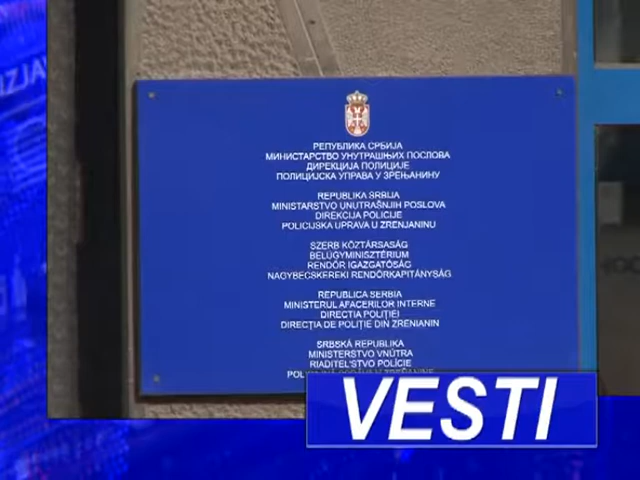 IZJAV
РЕПУБЛИКА СРБИЈА
МИНИСТАРСТВО УНУТРАШЊИХ ПОСЛОВА
ДИРЕКЦИЈА ПОЛИЦИЈЕ
ПОЛИЦИЈСКА УПРАВА У ЗРЕЊАНИНУ
REPUBLIKA SRBIJA
MINISTARSTVO UNUTRAŠNJIH POSLOVA
DIREKCIJA POLICIJE
POLICIJSKA UPRAVA U ZRENJANINU
SZERB KÖZTÁRSASÁG
BELÜGYMINISZTÉRIUM
RENDŐR IGAZGATÓSÁG
NAGYBECSKEREKI RENDŐRKAPITÁNYSÁG
REPUBLICA SERBIA
MINISTERUL AFACERILOR INTERNE
DIRECȚIA POLIȚIEI
DIRECȚIA DE POLIȚIE DIN ZRENIANIN
SRBSKÁ REPUBLIKA
MINISTERSTVO VNÚTRA
RIADITEĽSTVO POLÍCIE
VESTI